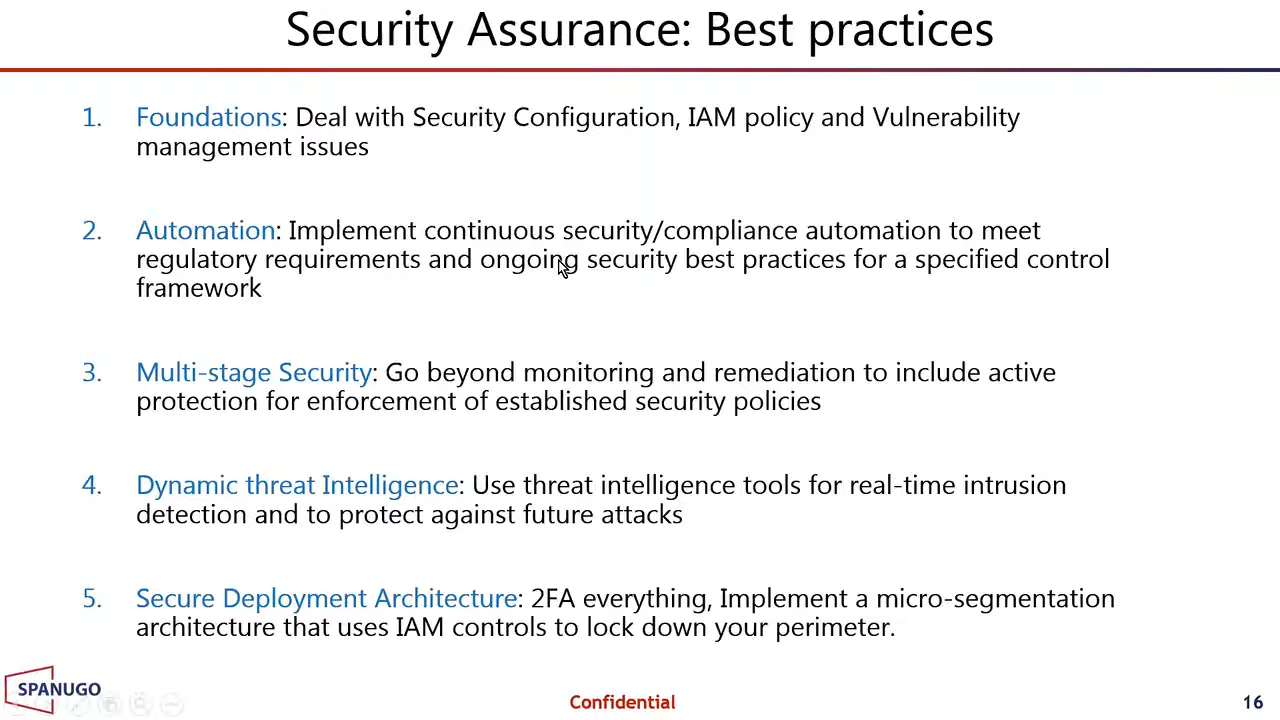 Security Assurance: Best practices
1. Foundations: Deal with Security Configuration, IAM policy and Vulnerability
management issues
2. Automation: Implement continuous security/compliance automation to meet
regulatory requirements and ongoing security best practices for a specified control
framework
3. Multi-stage Security: Go beyond monitoring and remediation to include active
protection for enforcement of established security policies
4. Dynamic threat Intelligence: Use threat intelligence tools for real-time intrusion
detection and to protect against future attacks
5. Secure Deployment Architecture: 2FA everything, Implement a micro-segmentation
architecture that uses IAM controls to lock down your perimeter.
SPANUGO
Confidential
16